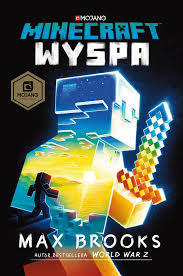 MOJANG
MINECRAFT
WYSPA
MOJANG
MAX BROOKS
AUTOR BESTSELLERA WORLD WAR Z